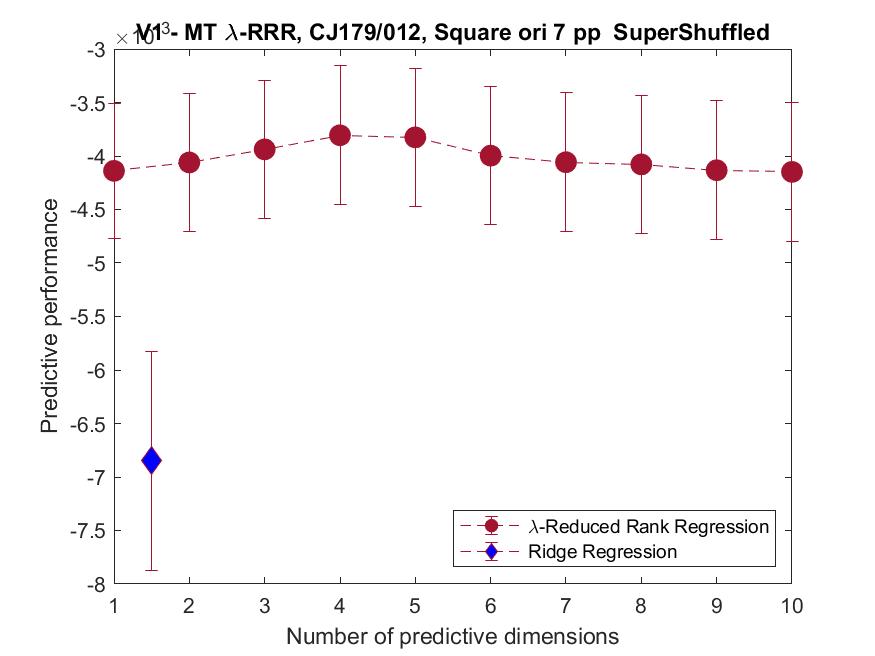 V1 - MT λ-RRR, CJ179/012, Square ori 7 pp  SuperShuffled
×10⁻³
-3
-3.5
-4
-4.5
-5
-5.5
-6
-6.5
-7
-7.5
-8
Predictive performance
λ-Reduced Rank Regression
Ridge Regression
1 2 3 4 5 6 7 8 9 10
Number of predictive dimensions